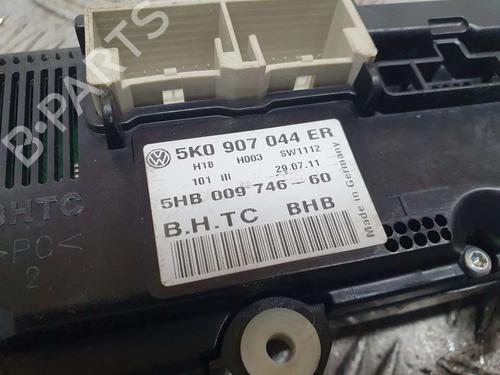 B-PARTS
5K0 907 044 ER
H18 H003 SW1112
101 III 29.07.11
5HB 009 746-60
B.H.TC BHB
Made in Germany
BHTC
>PC<
2